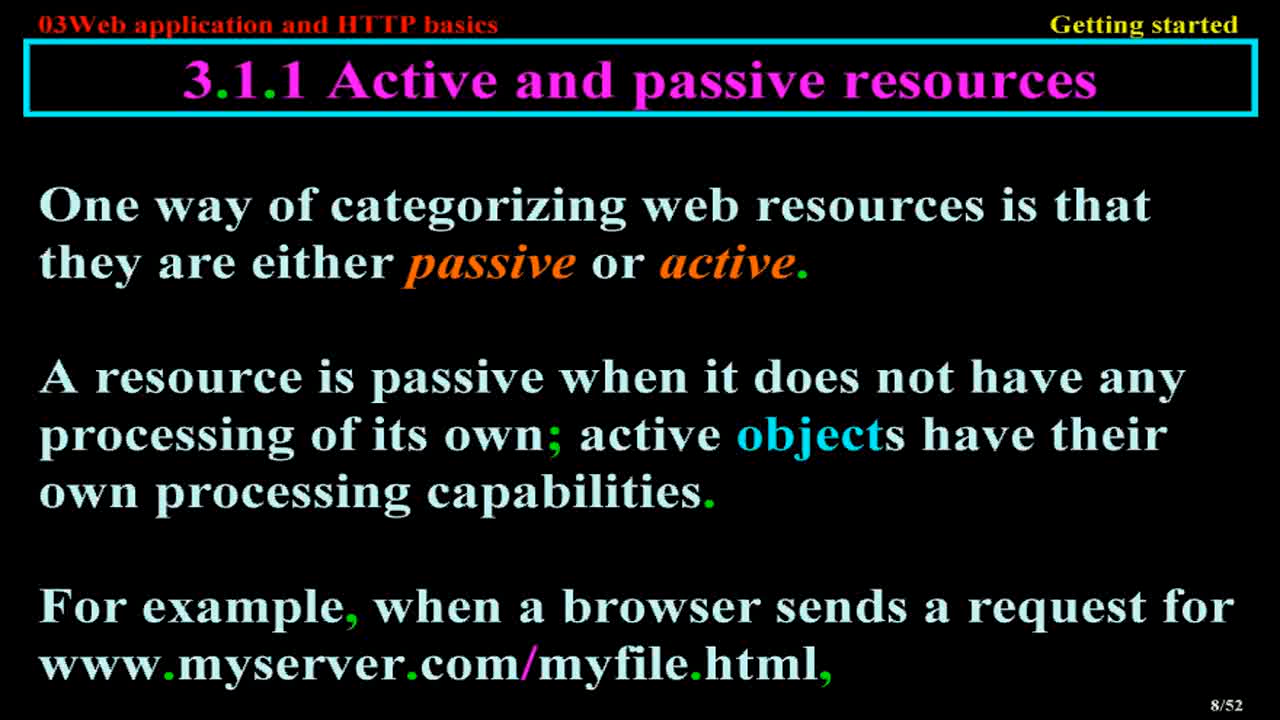 03Web application and HTTP basics
Getting started
3.1.1 Active and passive resources
One way of categorizing web resources is that
they are either passive or active.
A resource is passive when it does not have any
processing of its own; active objects have their
own processing capabilities.
For example, when a browser sends a request for
www.myserver.com/myfile.html,
8/52